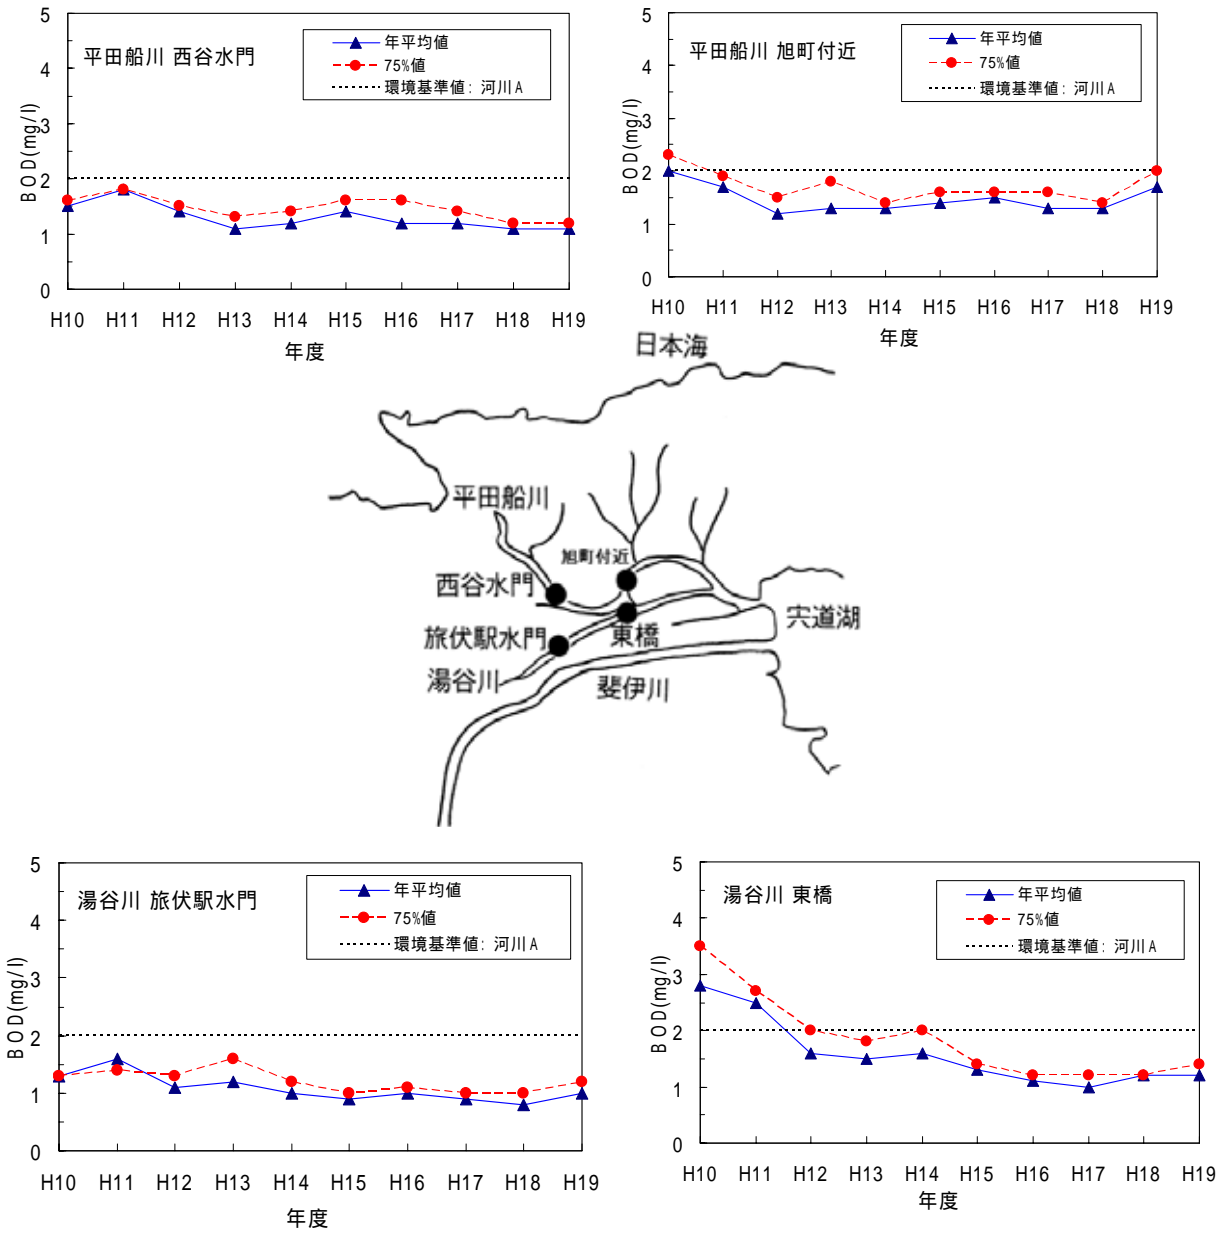 平田船川 西谷水門
年平均値
75%値
環境基準値: 河川A
BOD(mg/l)
5
4
3
2
1
0
H10 H11 H12 H13 H14 H15 H16 H17 H18 H19
年度
平田船川 旭町付近
年平均値
75%値
環境基準値: 河川A
BOD(mg/l)
5
4
3
2
1
0
H10 H11 H12 H13 H14 H15 H16 H17 H18 H19
年度
日本海
平田船川
旭町付近
西谷水門
宍道湖
旅伏駅水門
東橋
湯谷川
斐伊川
湯谷川 旅伏駅水門
年平均値
75%値
環境基準値: 河川A
BOD(mg/l)
5
4
3
2
1
0
H10 H11 H12 H13 H14 H15 H16 H17 H18 H19
年度
湯谷川 東橋
年平均値
75%値
環境基準値: 河川A
BOD(mg/l)
5
4
3
2
1
0
H10 H11 H12 H13 H14 H15 H16 H17 H18 H19
年度